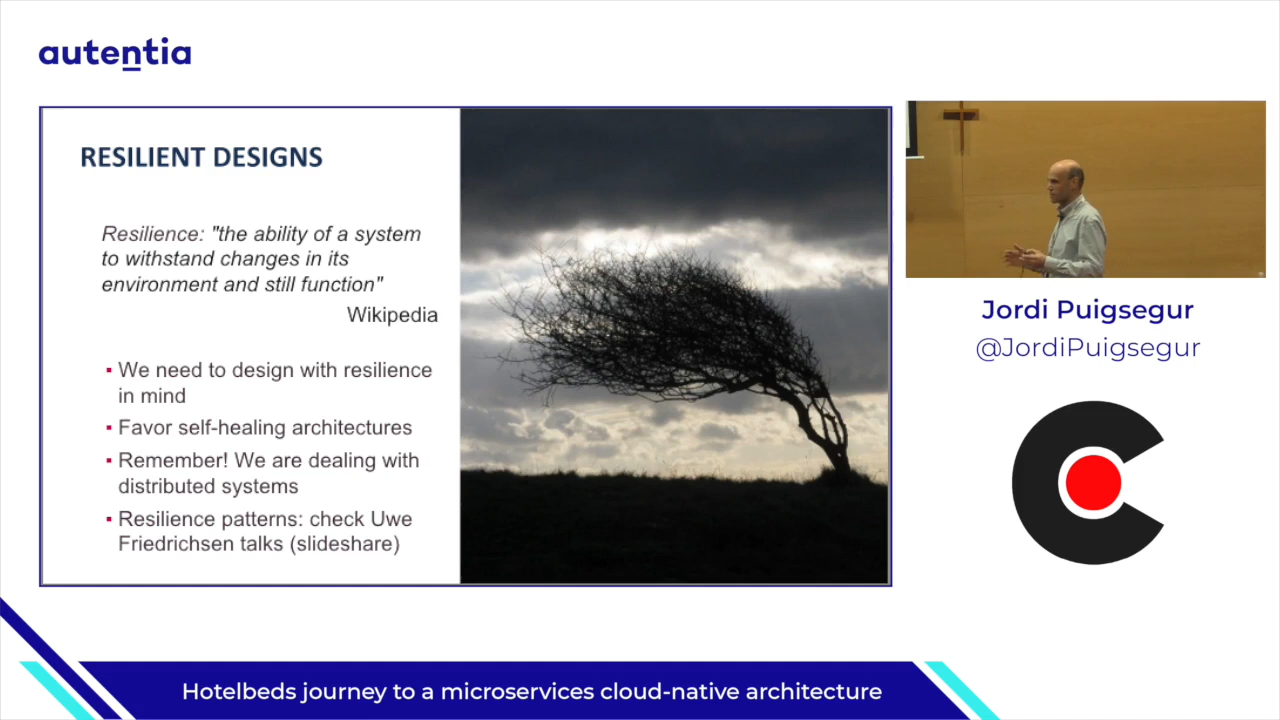 autentia
RESILIENT DESIGNS
Resilience: "the ability of a system
to withstand changes in its
environment and still function"
Wikipedia
▪ We need to design with resilience
in mind
▪ Favor self-healing architectures
▪ Remember! We are dealing with
distributed systems
▪ Resilience patterns: check Uwe
Friedrichsen talks (slideshare)
Jordi Puigsegur
@JordiPuigsegur
Hotelbeds journey to a microservices cloud-native architecture